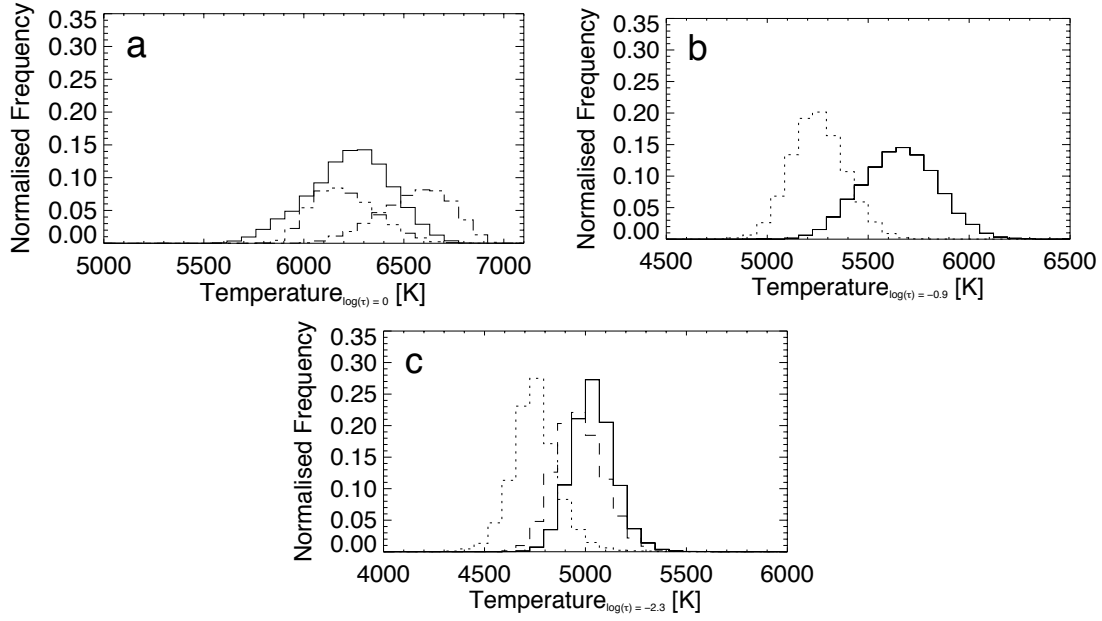 a
Normalised Frequency
0.35
0.30
0.25
0.20
0.15
0.10
0.05
0.00
5000 5500 6000 6500 7000
Temperature log(τ) = 0 [K]
b
Normalised Frequency
0.35
0.30
0.25
0.20
0.15
0.10
0.05
0.00
4500 5000 5500 6000 6500
Temperature log(τ) = −0.9 [K]
c
Normalised Frequency
0.35
0.30
0.25
0.20
0.15
0.10
0.05
0.00
4000 4500 5000 5500 6000
Temperature log(τ) = −2.3 [K]